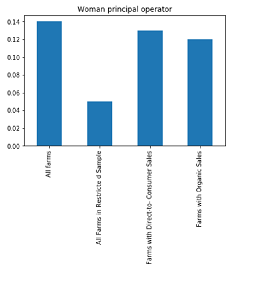 Woman principal operator
0.14
0.12
0.10
0.08
0.06
0.04
0.02
0.00
All farms
All Farms in Restricte d Sample
Farms with Direct-to- Consumer Sales
Farms with Organic Sales